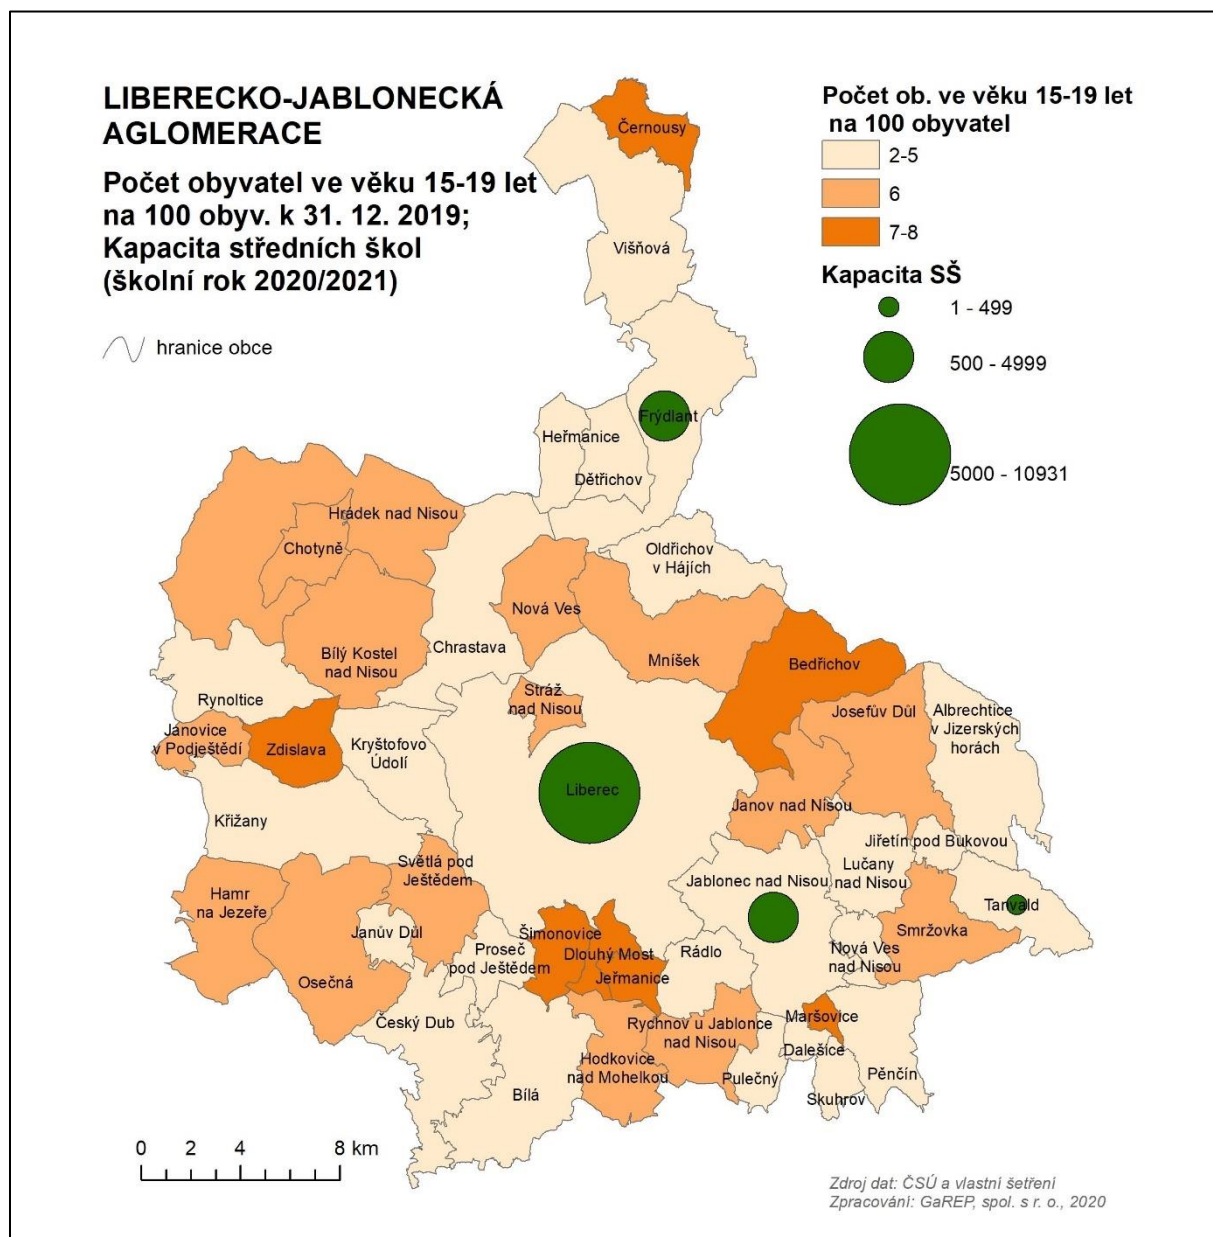 LIBERECKO-JABLONECKÁ
AGLOMERACE
Počet obyvatel ve věku 15-19 let
na 100 obyv. k 31. 12. 2019;
Kapacita středních škol
(školní rok 2020/2021)
hranice obce
Počet ob. ve věku 15-19 let
na 100 obyvatel
2-5
6
7-8
Kapacita SŠ
1 - 499
500 - 4999
5000 - 10931
Černousy
Višňová
Frýdlant
Heřmanice
Dětřichov
Hrádek nad Nisou
Chotyně
Oldřichov
v Hájích
Nová Ves
Chrastava
Bílý Kostel
nad Nisou
Mníšek
Bedřichov
Rynoltice
Stráž
nad Nisou
Josefův Důl
Albrechtice
v Jizerských
horách
Janovice
v Podještědí
Zdislava
Kryštofovo
Údolí
Liberec
Janov nad Nisou
Křižany
Jiřetín pod Bukovou
Světlá pod
Ještědem
Lučany
nad Nisou
Jablonec nad Nisou
Hamr
na Jezeře
Tanvald
Janův Důl
Smržovka
Šimonovice
Proseč
pod Ještědem
Dlouhý Most
Rádlo
Nová Ves
nad Nisou
Jeřmanice
Osečná
Český Dub
Rychnov u Jablonce
nad Nisou
Maršovice
Dalešice
Hodkovice
nad Mohelkou
Pulečný
Pěnčín
Bílá
Skuhrov
0 2 4 8 km
Zdroj dat: ČSÚ a vlastní šetření
Zpracování: GaREP, spol. s r. o., 2020